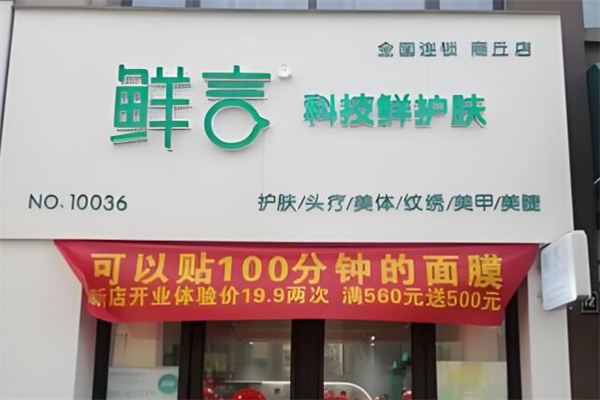 全国连锁 商丘店
鲜言
科技鲜护肤
NO.10036
护肤/头疗/美体/纹绣/美甲/美睫
可以贴100分钟的面膜
新店开业体验价19.9两次 满560元送500元